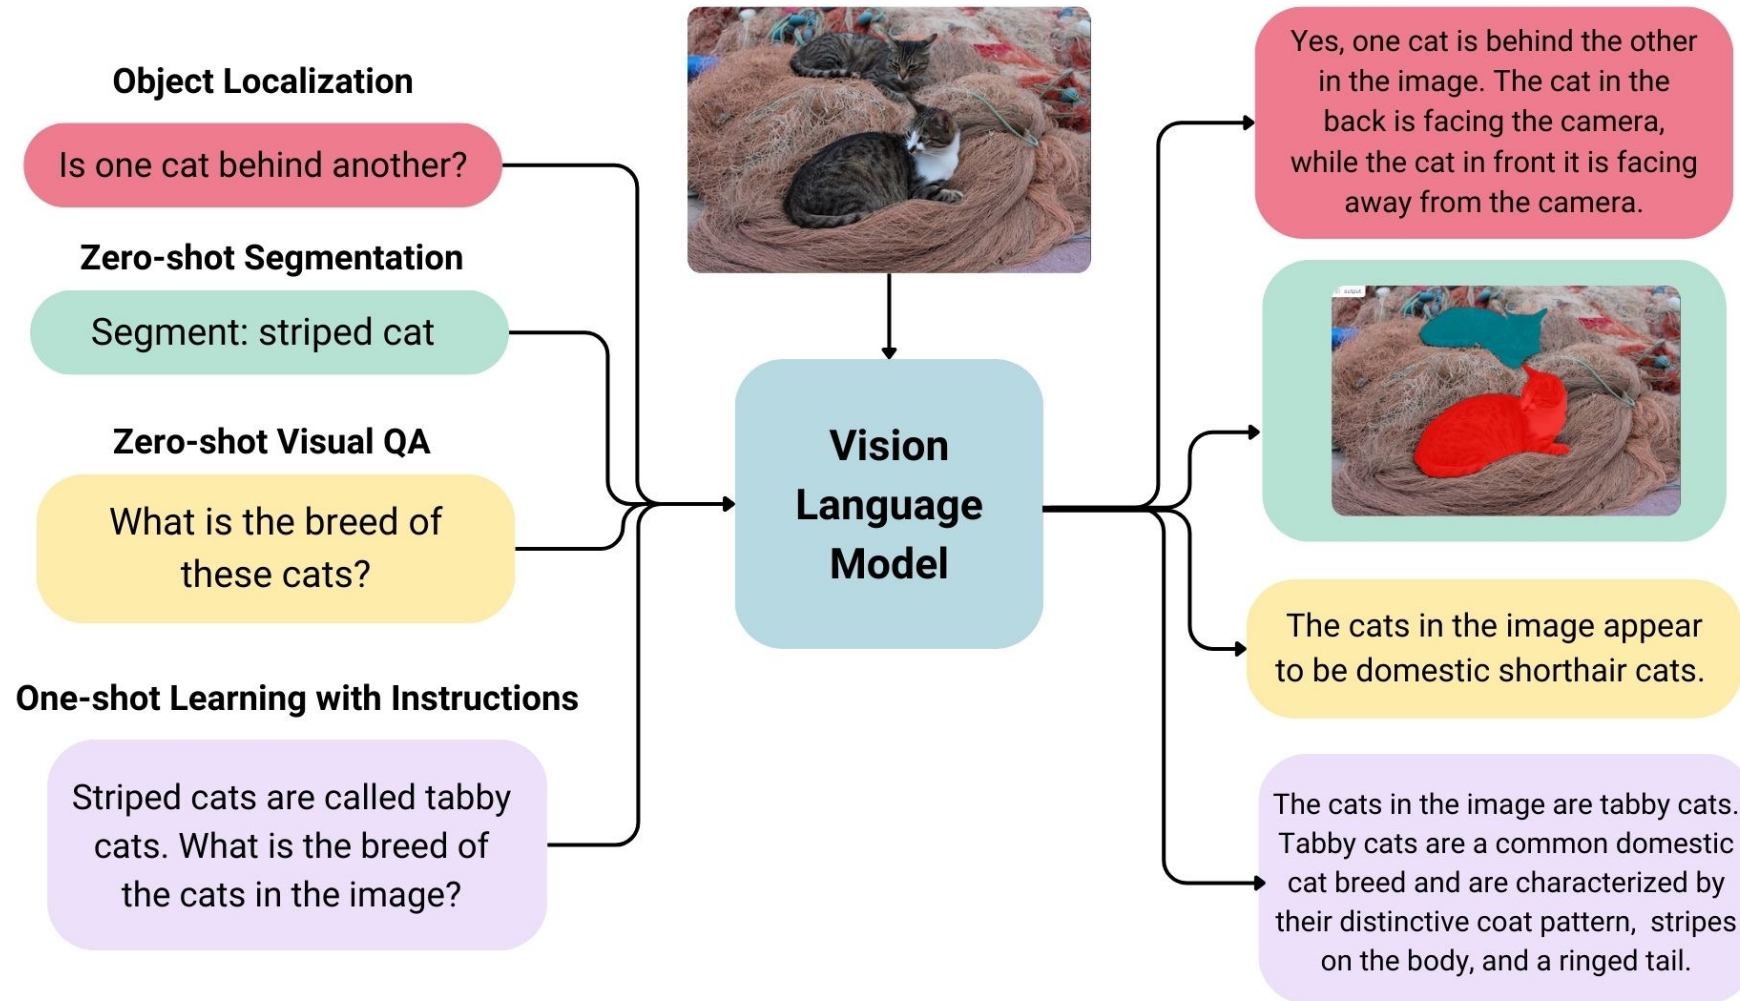 Object Localization
Is one cat behind another?
Zero-shot Segmentation
Segment: striped cat
Zero-shot Visual QA
What is the breed of
these cats?
One-shot Learning with Instructions
Striped cats are called tabby
cats. What is the breed of
the cats in the image?
Vision
Language
Model
Yes, one cat is behind the other
in the image. The cat in the
back is facing the camera,
while the cat in front it is facing
away from the camera.
output
The cats in the image appear
to be domestic shorthair cats.
The cats in the image are tabby cats.
Tabby cats are a common domestic
cat breed and are characterized by
their distinctive coat pattern,  stripes
on the body, and a ringed tail.